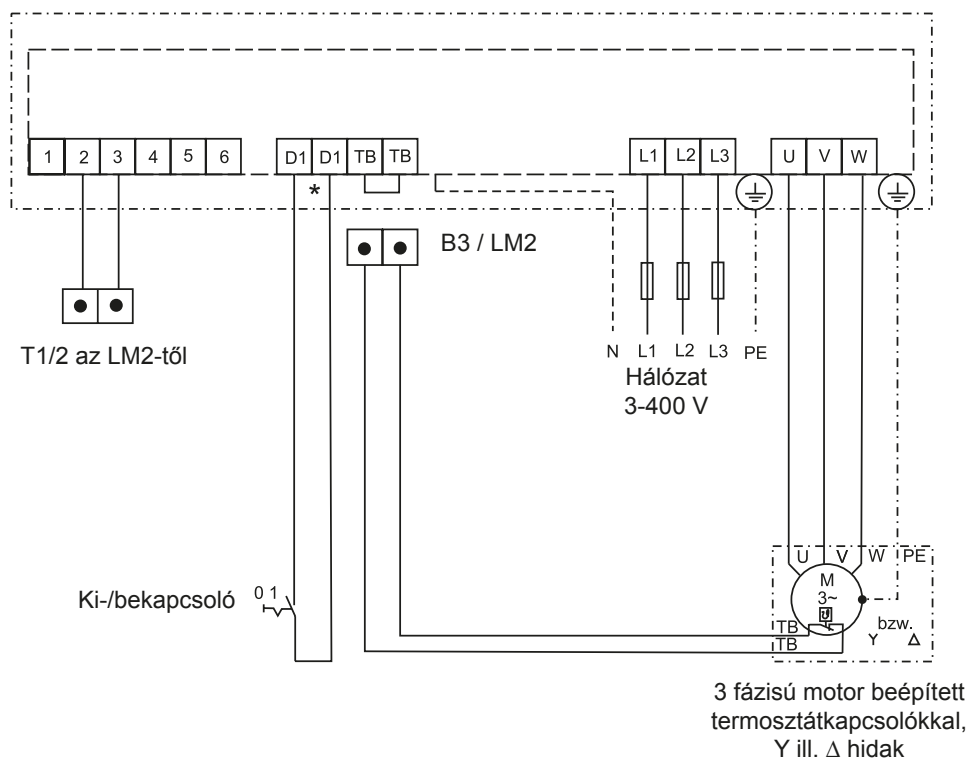 1 2 3 4 5 6 D1 D1 TB TB L1 L2 L3 U V W
*
B3 / LM2
T1/2 az LM2-től
N L1 L2 L3 PE
Hálózat
3-400 V
U V W PE
M
3~
ϑ
Ki-/bekapcsoló
0 1
TB
TB
bzw.
Y Δ
3 fázisú motor beépített
termosztátkapcsolókkal,
Y ill. Δ hidak